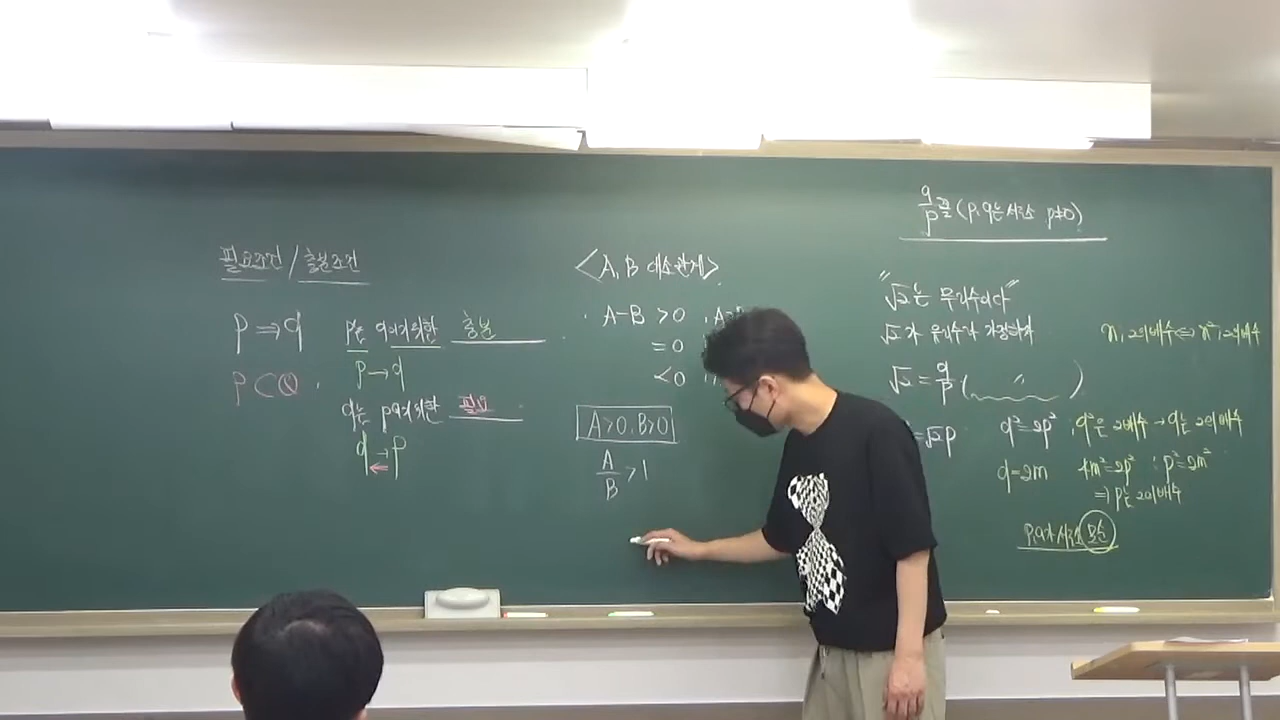 필요조건 / 충분조건
p ⇒ q
P ⊂ Q
p는 q이기 위한 충분
p → q
q는 p이기 위한 필요
q → p
←
<A, B 대소관계>
A-B > 0 , A>
= 0
< 0
A>0, B>0
A/B > 1
q/p 꼴 (p, q는 서로소 p≠0)
"√2는 무리수이다"
√2가 유리수라 가정하자
√2 = q/p ( 〃 )
= √2p
n, 2의배수 ⇔ n², 2의배수
q² = 2p² , q²은 2배수 → q는 2의배수
q = 2m 4m² = 2p² : p² = 2m²
⇒ p는 2의배수
p, q가 서로소 모순